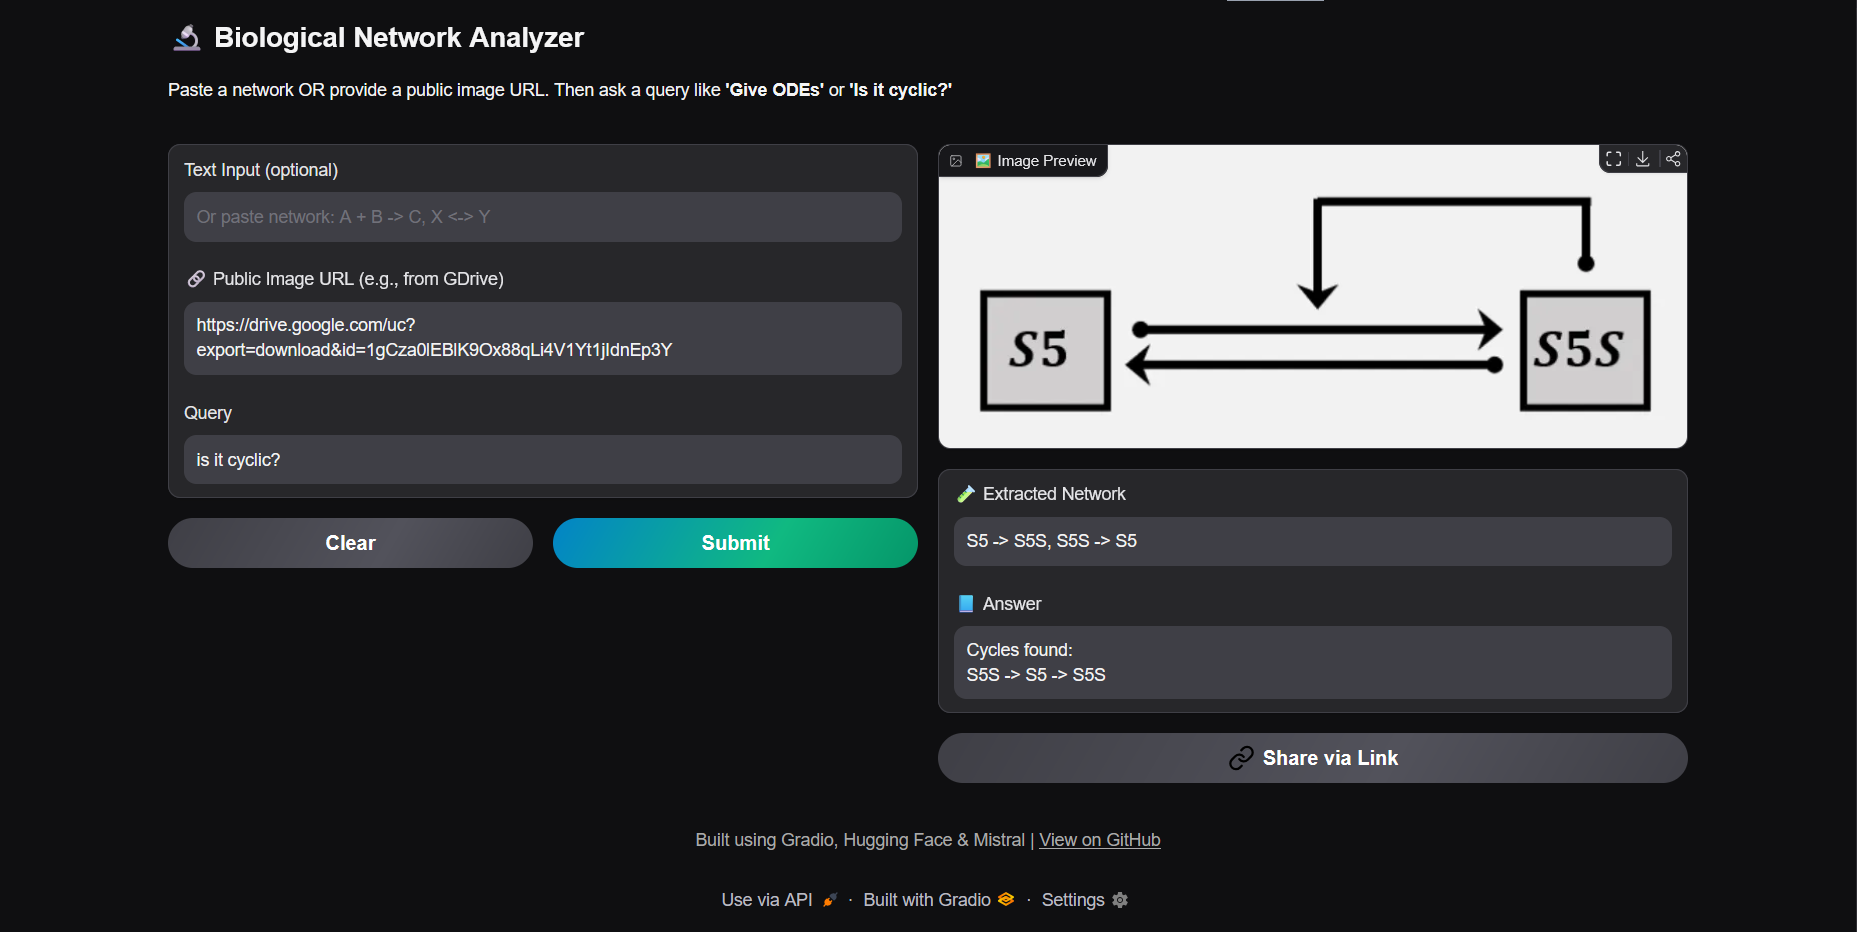 Biological Network Analyzer
Paste a network OR provide a public image URL. Then ask a query like 'Give ODEs' or 'Is it cyclic?'
Text Input (optional)
Or paste network: A + B -> C, X <-> Y
Public Image URL (e.g., from GDrive)
https://drive.google.com/uc?
export=download&id=1gCza0lEBlK9Ox88qLi4V1Yt1jIdnEp3Y
Query
is it cyclic?
Clear
Submit
Image Preview
S5
S5S
Extracted Network
S5 -> S5S, S5S -> S5
Answer
Cycles found:
S5S -> S5 -> S5S
Share via Link
Built using Gradio, Hugging Face & Mistral | View on GitHub
Use via API · Built with Gradio · Settings